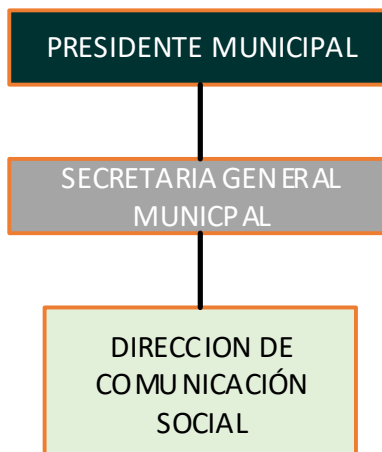 PRESIDENTE MUNICIPAL
SECRETARIA GENERAL
MUNICPAL
DIRECCION DE
COMUNICACIÓN
SOCIAL